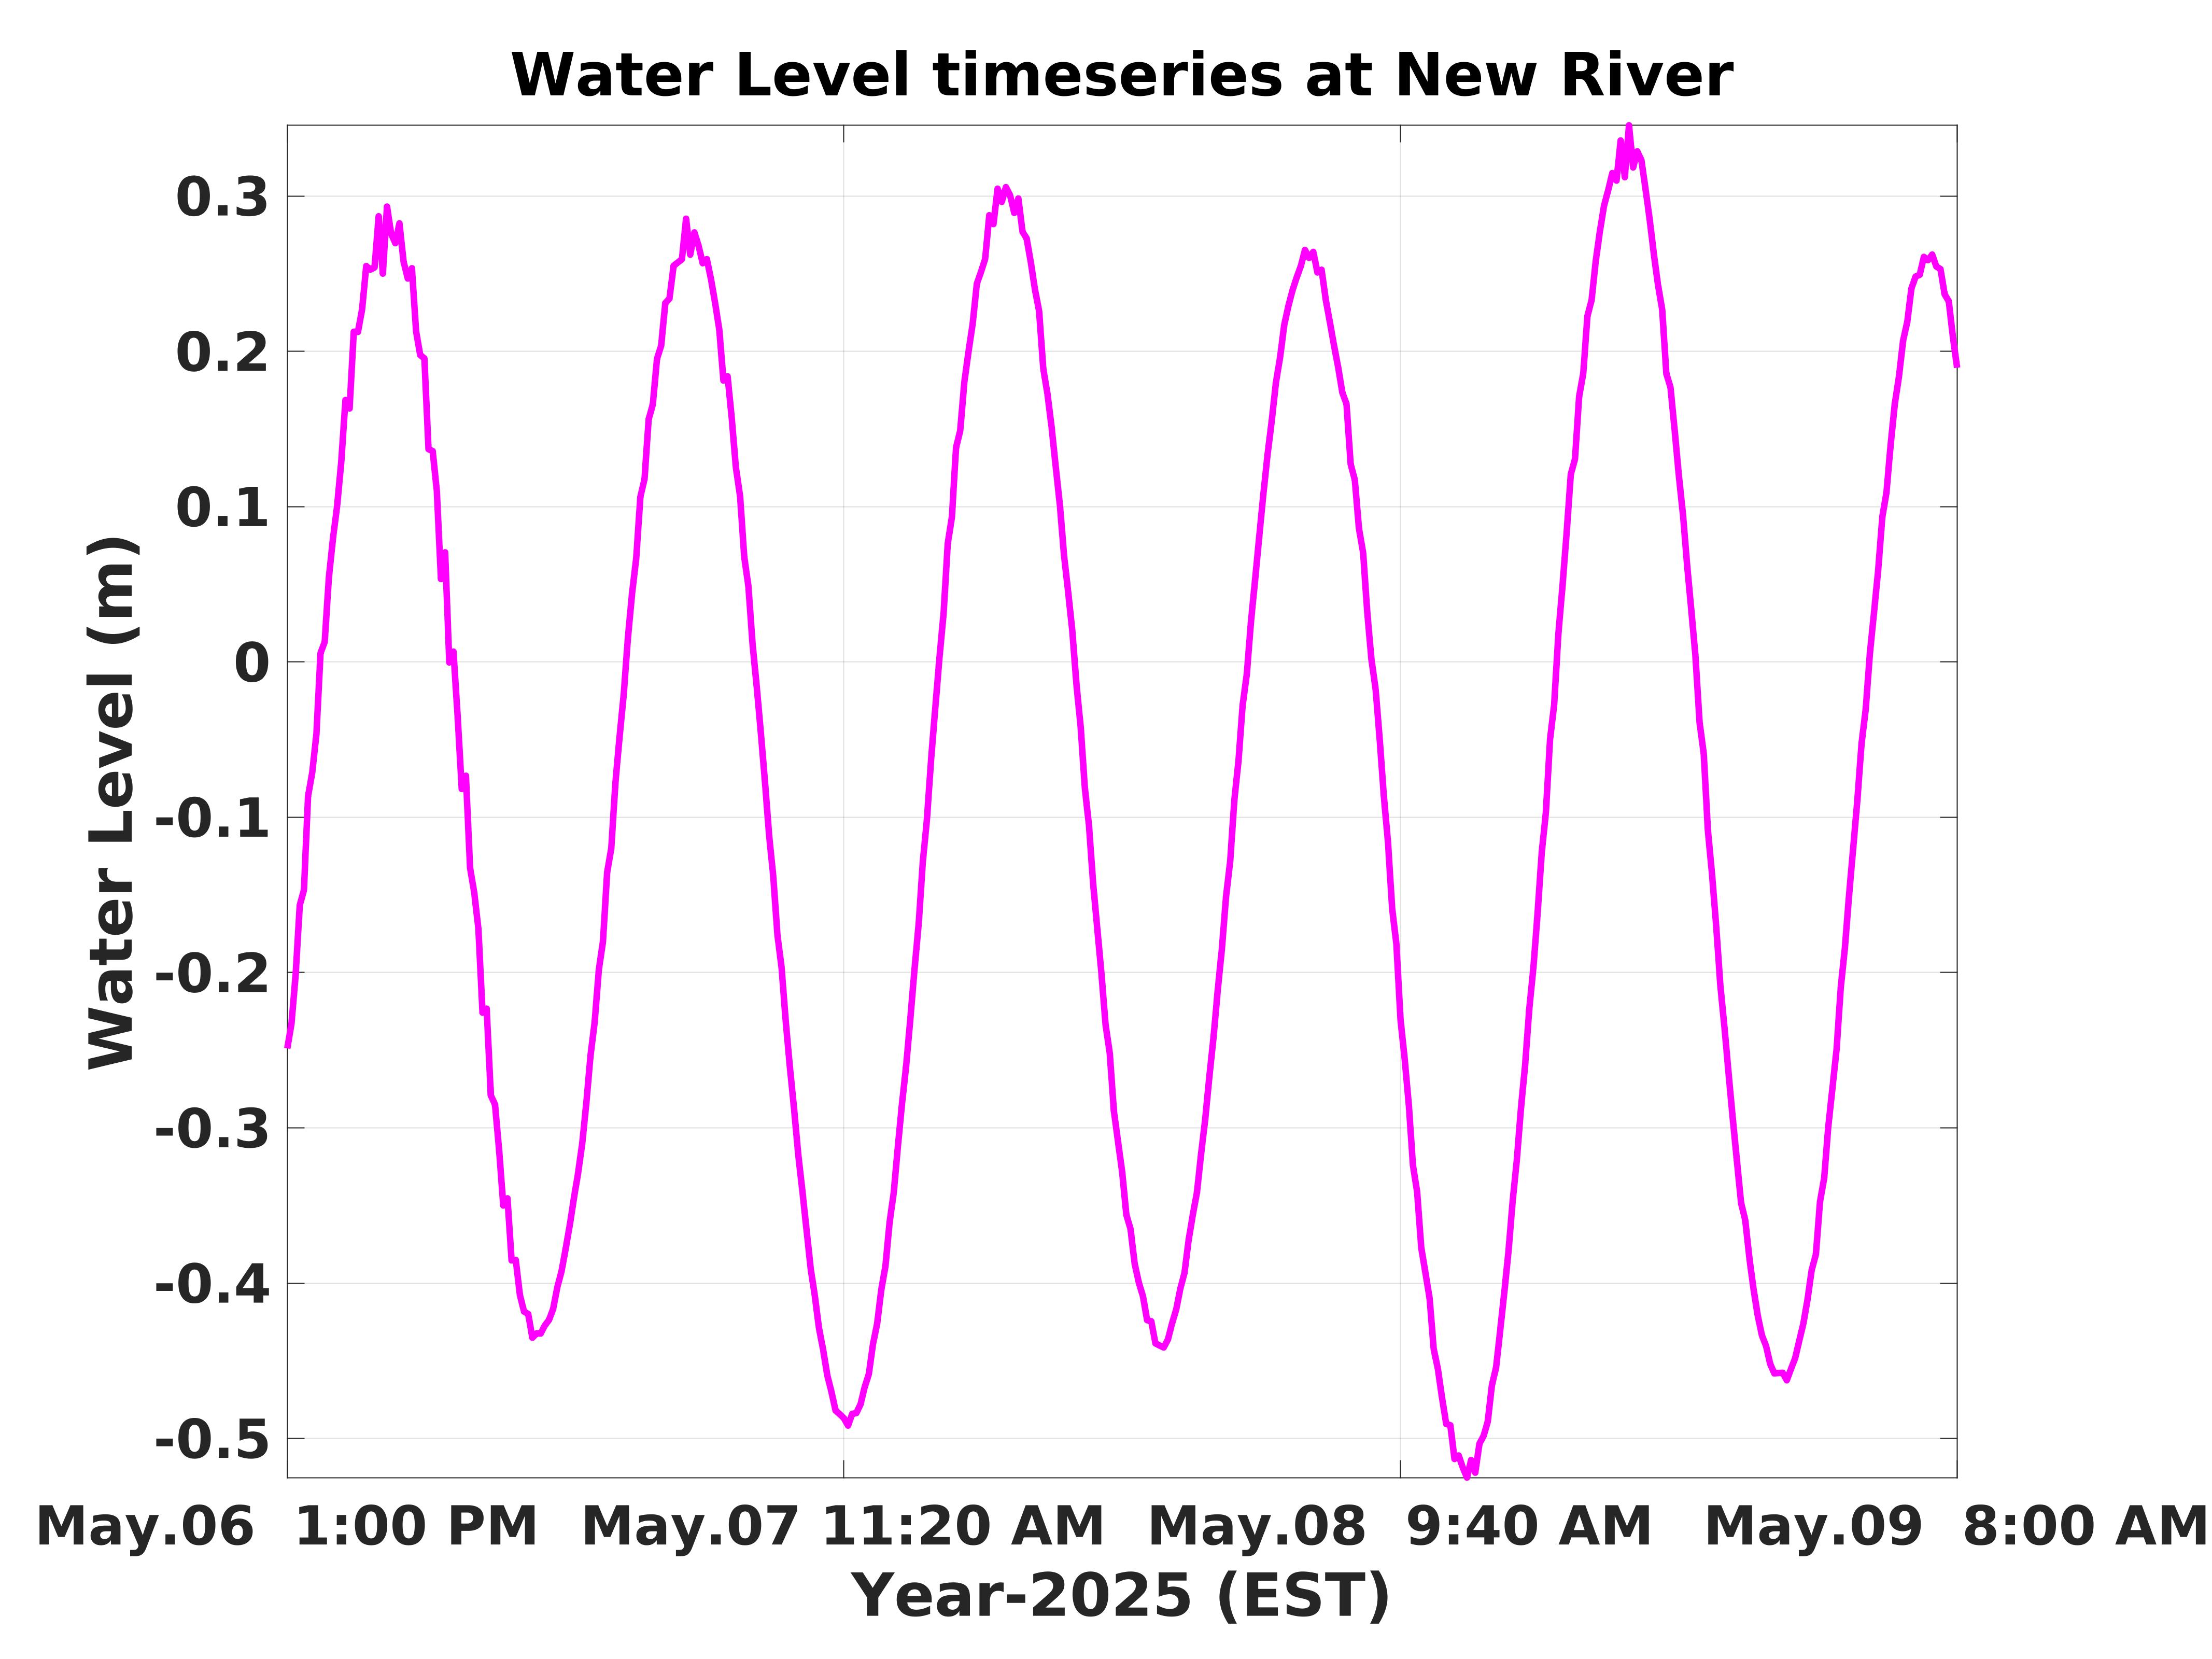 Water Level timeseries at New River
Water Level (m)
0.3
0.2
0.1
0
-0.1
-0.2
-0.3
-0.4
-0.5
May.06 1:00 PM May.07 11:20 AM May.08 9:40 AM May.09 8:00 AM
Year-2025 (EST)